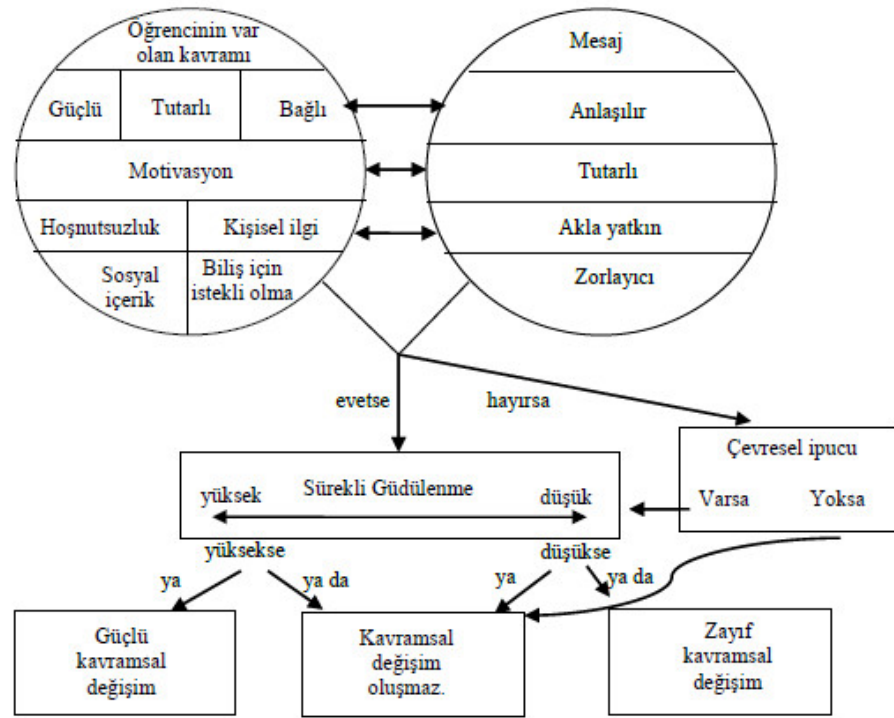 Öğrencinin var
olan kavramı
Güçlü
Tutarlı
Bağlı
Motivasyon
Hoşnutsuzluk
Kişisel ilgi
Sosyal
içerik
Biliş için
istekli olma
Mesaj
Anlaşılır
Tutarlı
Akla yatkın
Zorlayıcı
evetse
hayırsa
Çevresel ipucu
Varsa
Yoksa
Sürekli Güdülenme
yüksek
düşük
yüksekse
düşükse
ya
ya da
ya
ya da
Güçlü
kavramsal
değişim
Kavramsal
değişim
oluşmaz.
Zayıf
kavramsal
değişim